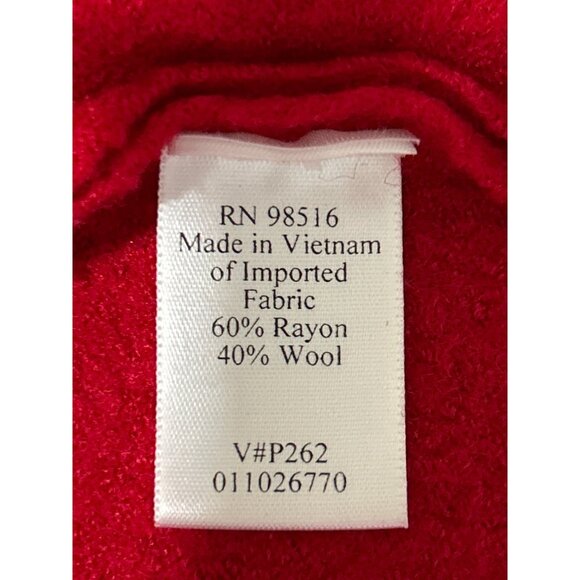 RN 98516
Made in Vietnam
of Imported
Fabric
60% Rayon
40% Wool
V#P262
011026770